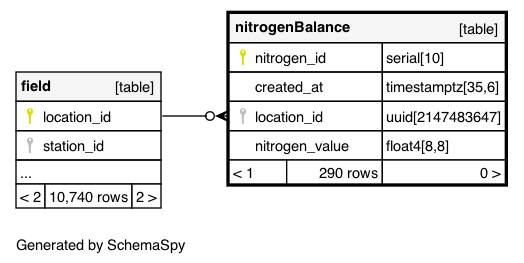 nitrogenBalance [table]
nitrogen_id serial[10]
created_at timestamptz[35,6]
location_id uuid[2147483647]
nitrogen_value float4[8,8]
< 1 290 rows 0 >
field [table]
location_id
station_id
...
< 2 10,740 rows 2 >
Generated by SchemaSpy